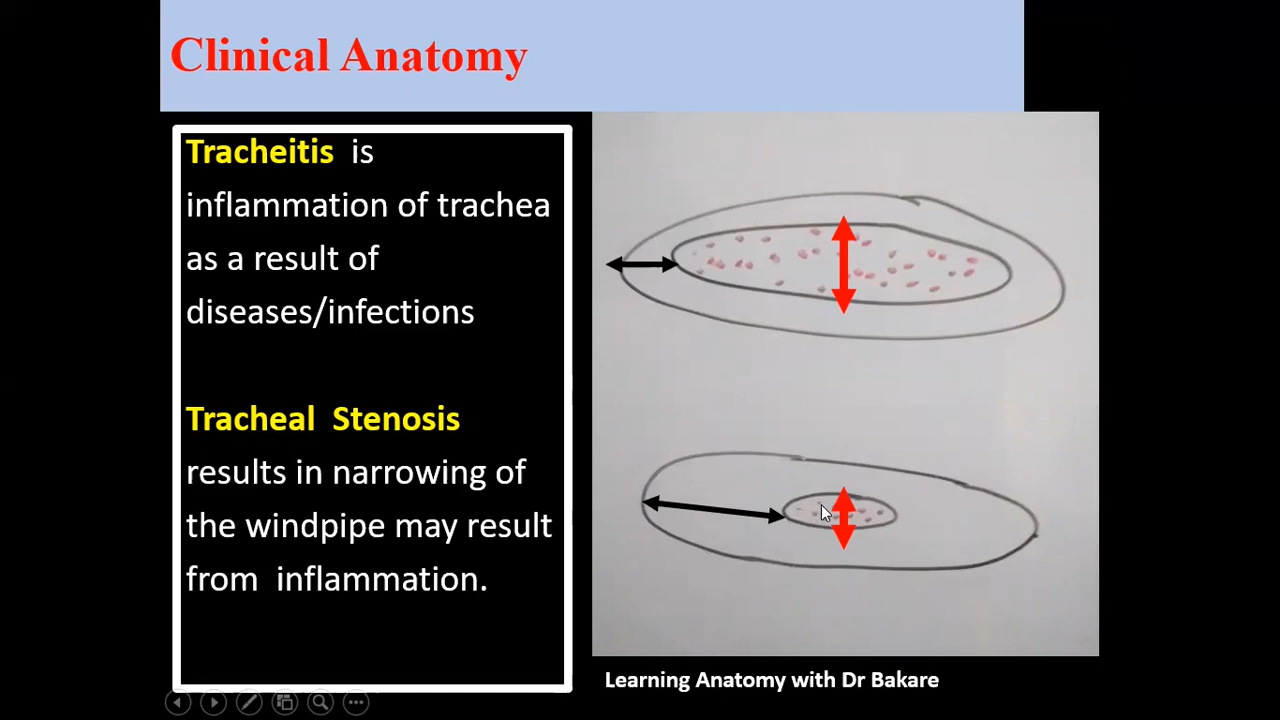 Clinical Anatomy
Tracheitis is
inflammation of trachea
as a result of
diseases/infections
Tracheal Stenosis
results in narrowing of
the windpipe may result
from inflammation.
Learning Anatomy with Dr Bakare